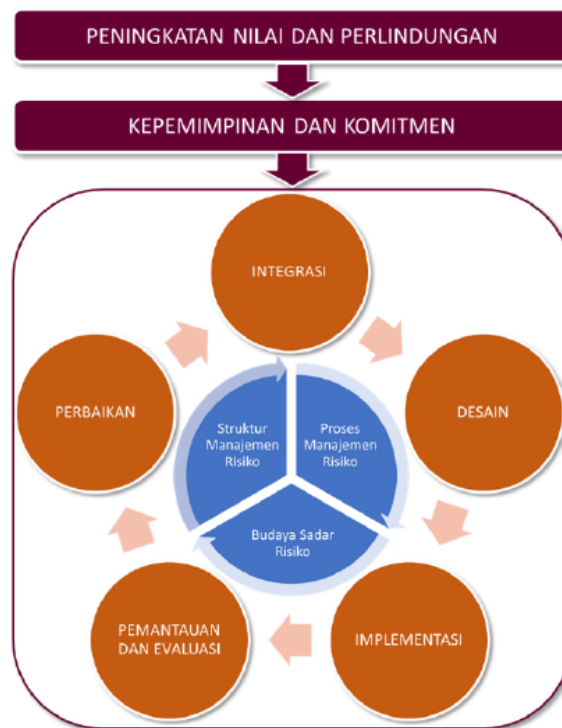 PENINGKATAN NILAI DAN PERLINDUNGAN
KEPEMIMPINAN DAN KOMITMEN
INTEGRASI
PERBAIKAN
DESAIN
Struktur
Manajemen
Risiko
Proses
Manajemen
Risiko
Budaya Sadar
Risiko
PEMANTAUAN
DAN EVALUASI
IMPLEMENTASI